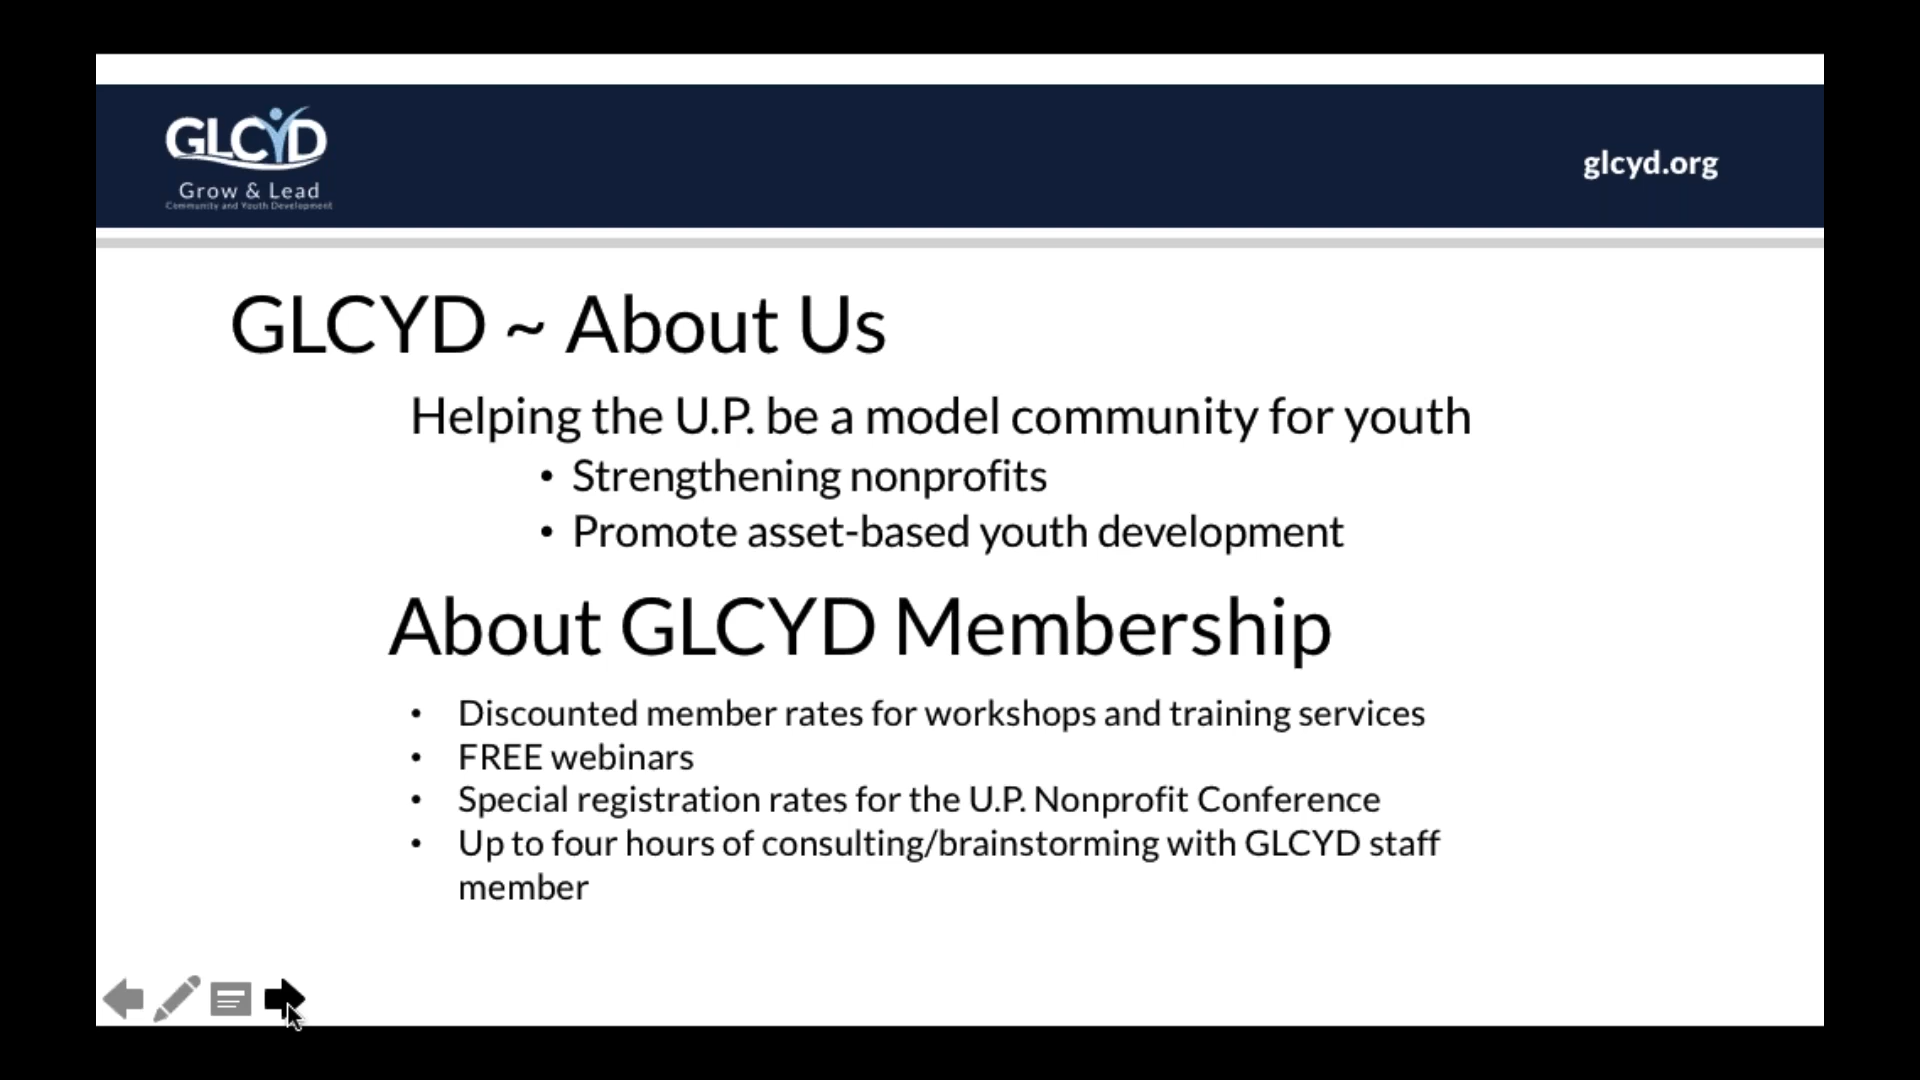 GLCYD
Grow & Lead
Community and Youth Development
glcyd.org
GLCYD ~ About Us
Helping the U.P. be a model community for youth
• Strengthening nonprofits
• Promote asset-based youth development
About GLCYD Membership
• Discounted member rates for workshops and training services
• FREE webinars
• Special registration rates for the U.P. Nonprofit Conference
• Up to four hours of consulting/brainstorming with GLCYD staff
member